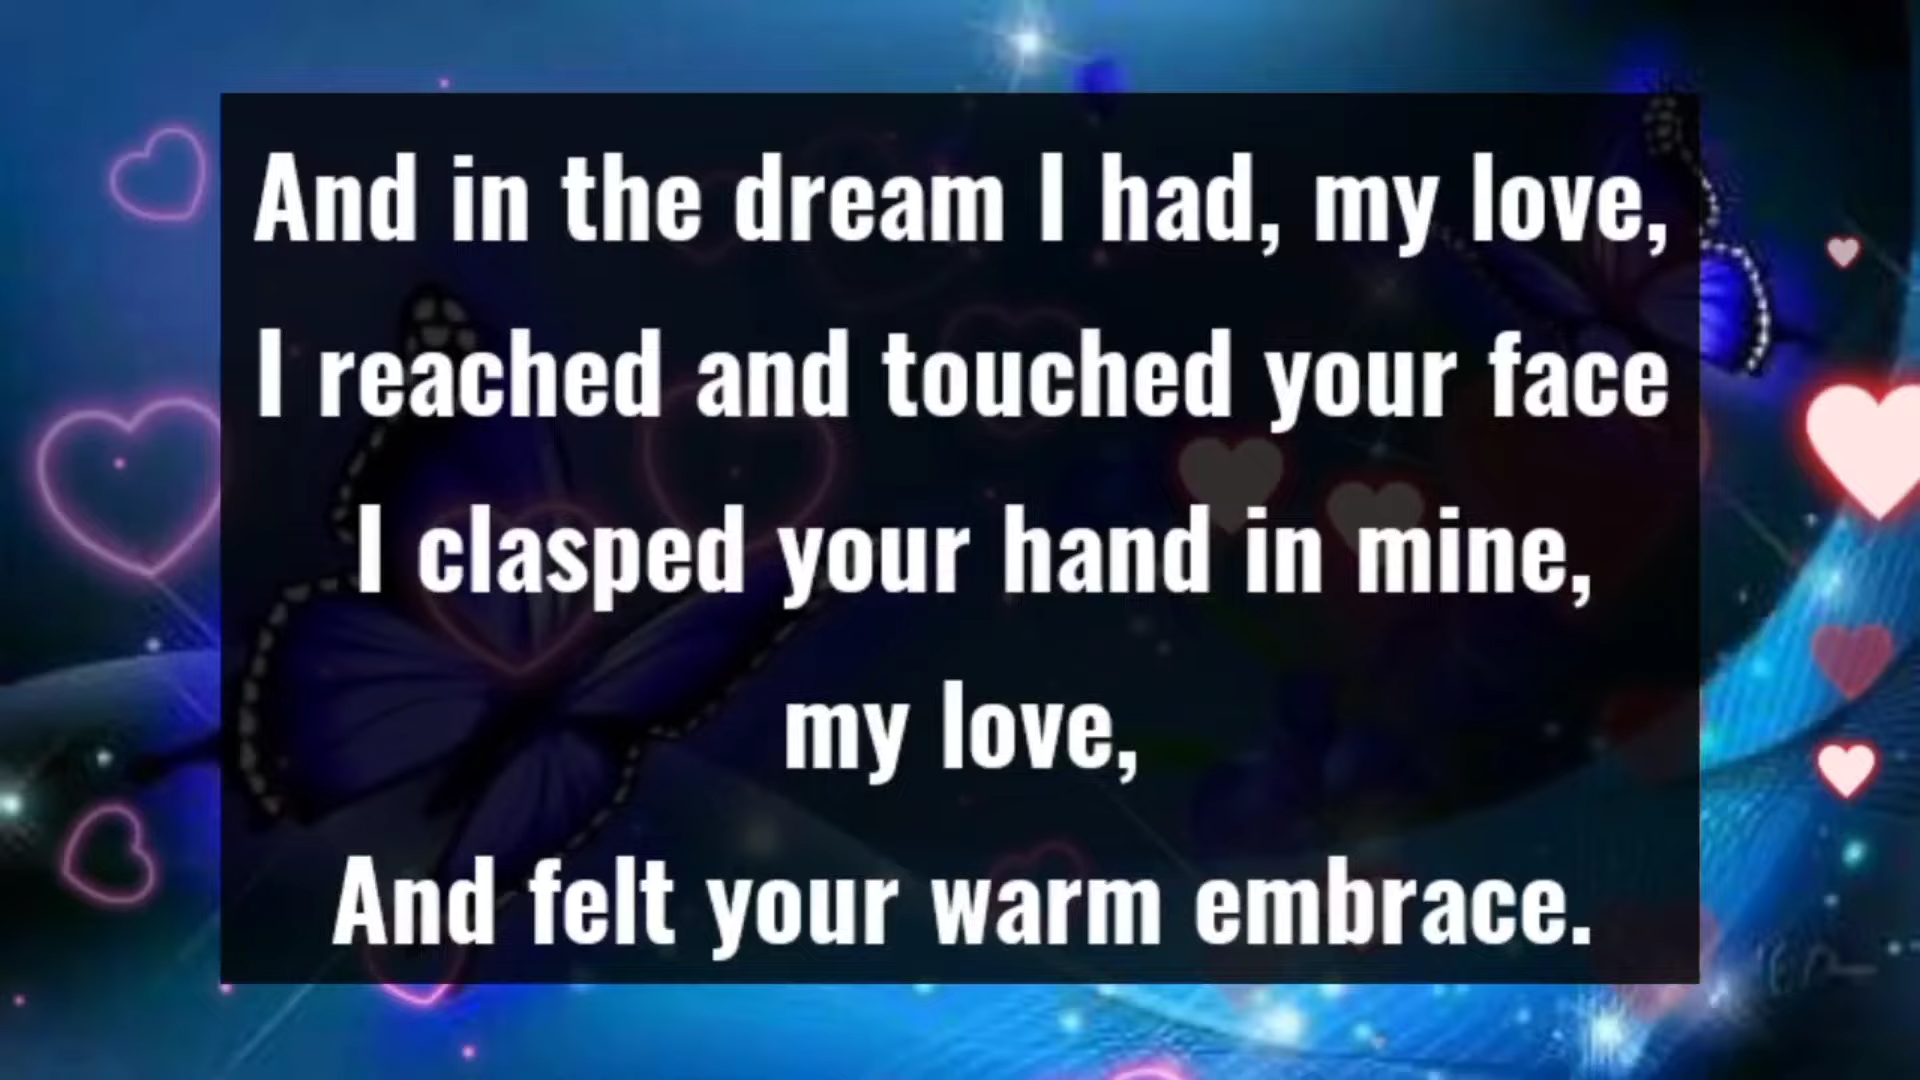 And in the dream I had, my love,
I reached and touched your face
I clasped your hand in mine,
my love,
And felt your warm embrace.